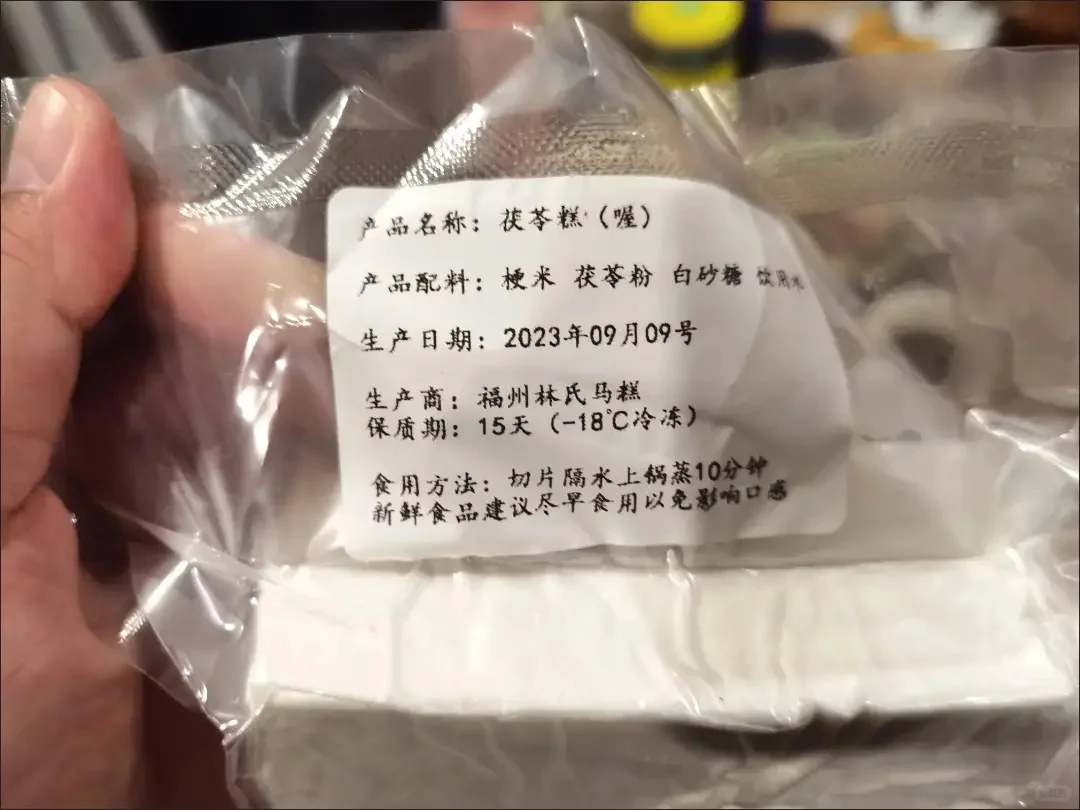 产品名称：茯苓糕（喔）
产品配料：梗米 茯苓粉 白砂糖 饮用水
生产日期：2023年09月09号
生产商：福州林氏马糕
保质期：15天（-18℃冷冻）
食用方法：切片隔水上锅蒸10分钟
新鲜食品建议尽早食用以免影响口感